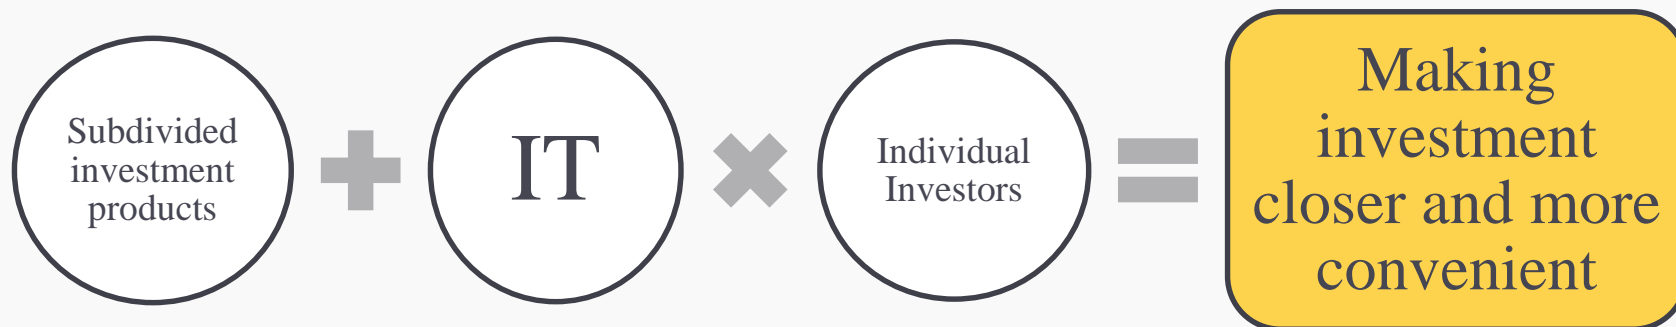 Subdivided
investment
products
IT
Individual
Investors
Making
investment
closer and more
convenient